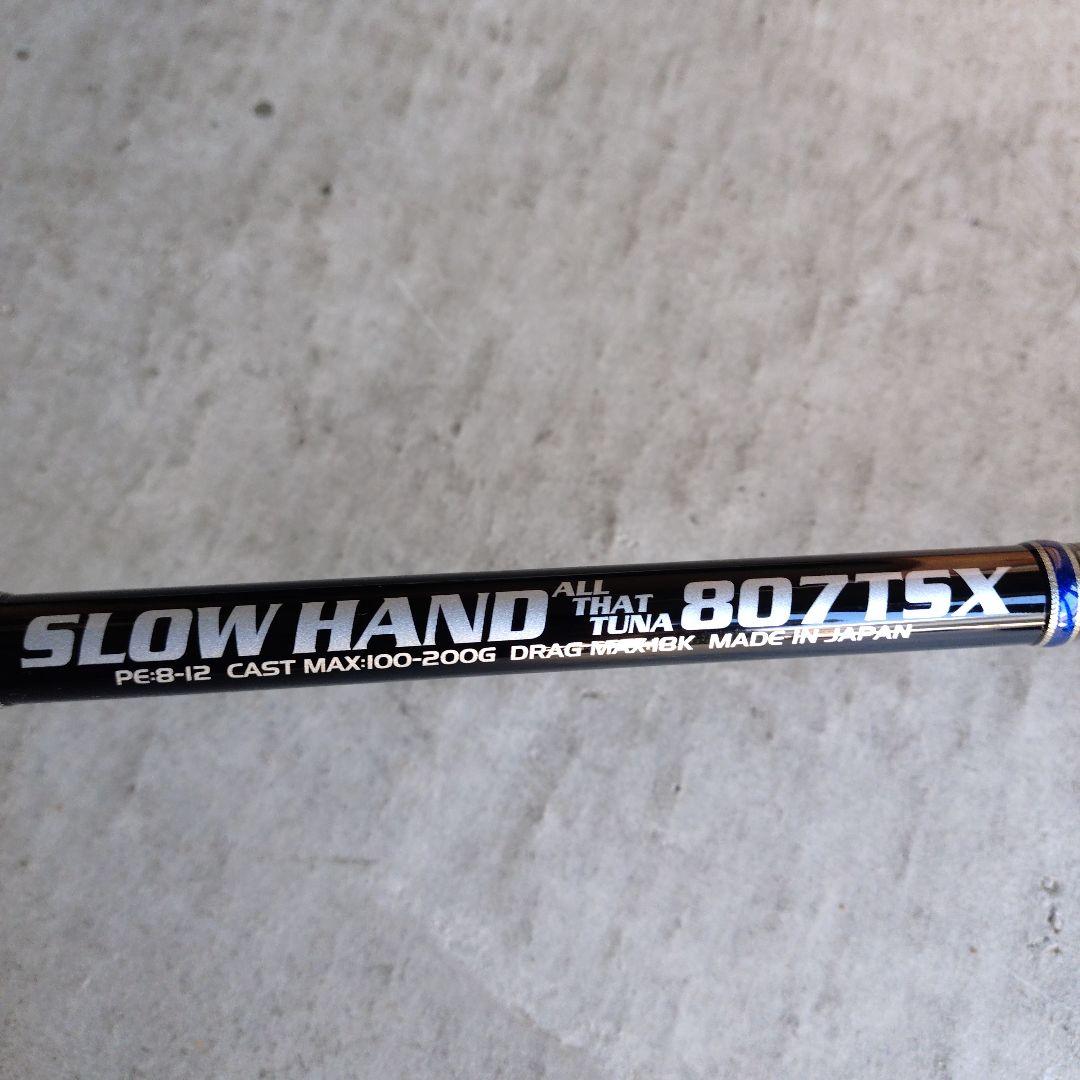 SLOW HAND ALL THAT TUNA 807TSX
PE:8-12 CAST MAX:100-200G DRAG MAX:18K MADE IN JAPAN